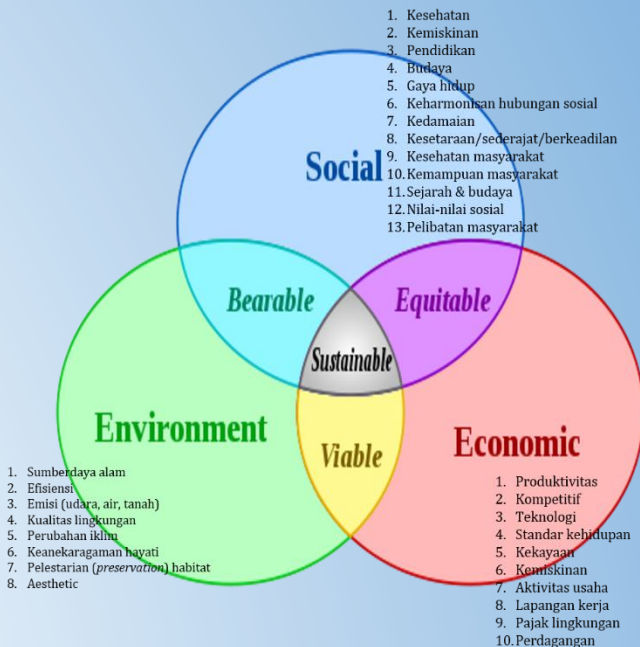 1. Kesehatan
2. Kemiskinan
3. Pendidikan
4. Budaya
5. Gaya hidup
6. Keharmonisan hubungan sosial
7. Kedamaian
8. Kesetaraan/sederajat/berkeadilan
9. Kesehatan masyarakat
10. Kemampuan masyarakat
11. Sejarah & budaya
12. Nilai-nilai sosial
13. Pelibatan masyarakat
Social
Bearable
Equitable
Sustainable
Environment
Viable
Economic
1. Sumberdaya alam
2. Efisiensi
3. Emisi (udara, air, tanah)
4. Kualitas lingkungan
5. Perubahan iklim
6. Keanekaragaman hayati
7. Pelestarian (preservation) habitat
8. Aesthetic
1. Produktivitas
2. Kompetitif
3. Teknologi
4. Standar kehidupan
5. Kekayaan
6. Kemiskinan
7. Aktivitas usaha
8. Lapangan kerja
9. Pajak lingkungan
10. Perdagangan